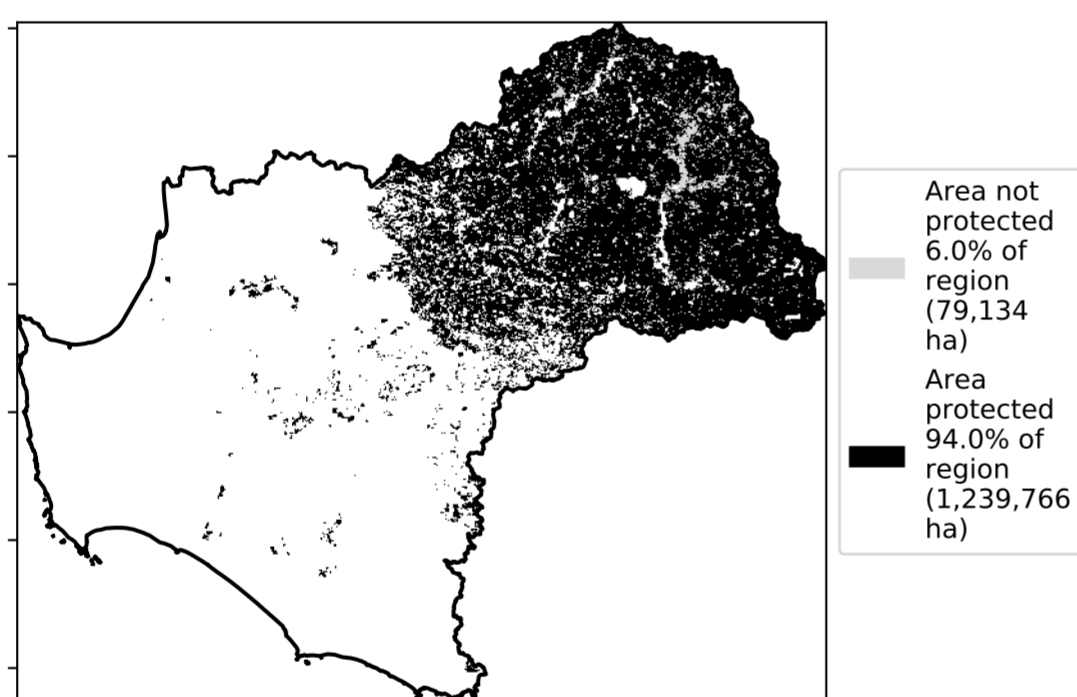 Area not
protected
6.0% of
region
(79,134
ha)
Area
protected
94.0% of
region
(1,239,766
ha)